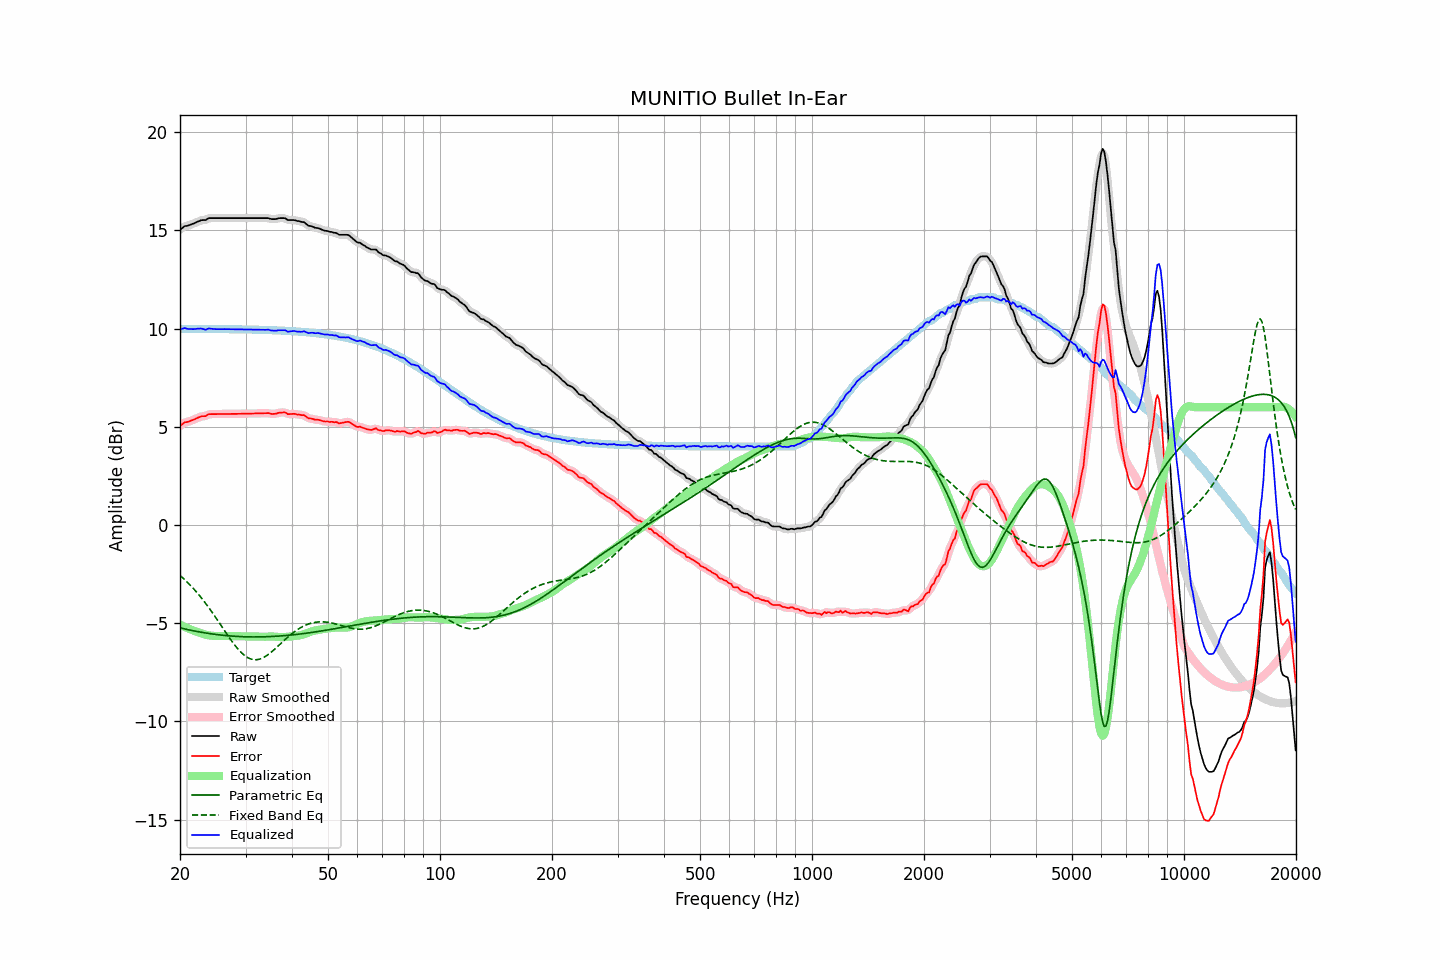 MUNITIO Bullet In-Ear
20
15
10
5
0
−5
−10
−15
Amplitude (dBr)
Target
Raw Smoothed
Error Smoothed
Raw
Error
Equalization
Parametric Eq
Fixed Band Eq
Equalized
20 50 100 200 500 1000 2000 5000 10000 20000
Frequency (Hz)